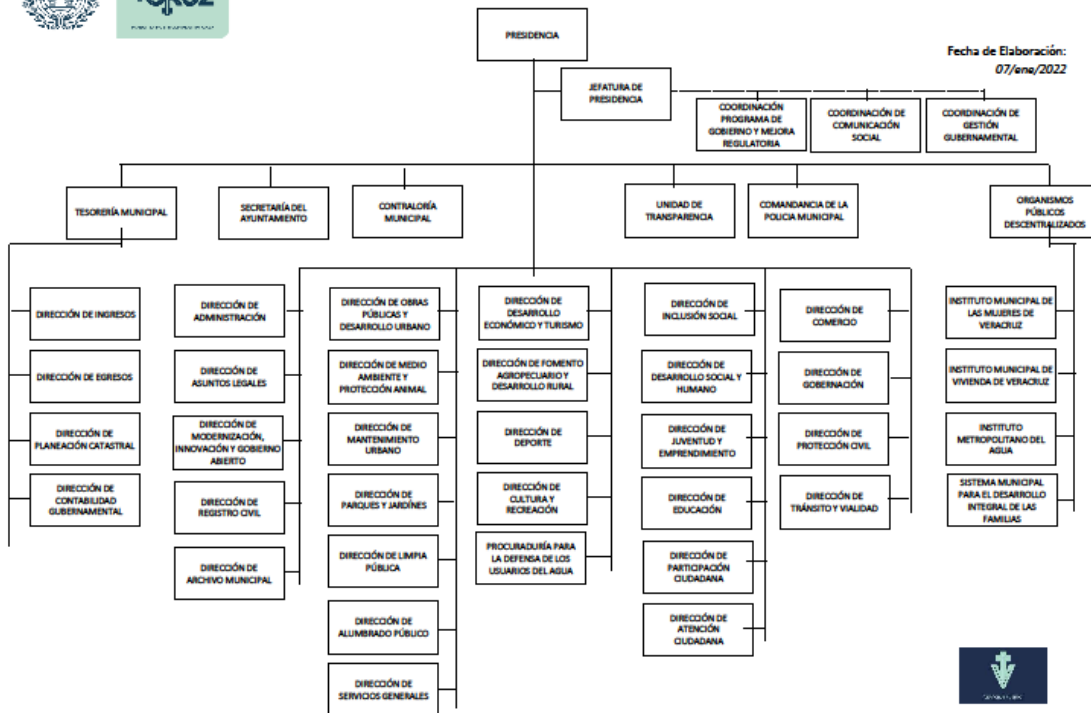 CRUZ
PRESIDENCIA
Fecha de Elaboración:
07/ene/2022
JEFATURA DE
PRESIDENCIA
COORDINACIÓN
PROGRAMA DE
GOBIERNO Y MEJORA
REGULATORIA
COORDINACIÓN DE
COMUNICACIÓN
SOCIAL
COORDINACIÓN DE
GESTIÓN
GUBERNAMENTAL
TESORERÍA MUNICIPAL
SECRETARÍA DEL
AYUNTAMIENTO
CONTRALORÍA
MUNICIPAL
UNIDAD DE
TRANSPARENCIA
COMANDANCIA DE LA
POLICIA MUNICIPAL
ORGANISMOS
PÚBLICOS
DESCENTRALIZADOS
DIRECCIÓN DE INGRESOS
DIRECCIÓN DE EGRESOS
DIRECCIÓN DE
PLANEACIÓN CATASTRAL
DIRECCIÓN DE
CONTABILIDAD
GUBERNAMENTAL
DIRECCIÓN DE
ADMINISTRACIÓN
DIRECCIÓN DE
ASUNTOS LEGALES
DIRECCIÓN DE
MODERNIZACIÓN,
INNOVACIÓN Y GOBIERNO
ABIERTO
DIRECCIÓN DE
REGISTRO CIVIL
DIRECCIÓN DE
ARCHIVO MUNICIPAL
DIRECCIÓN DE OBRAS
PÚBLICAS Y
DESARROLLO URBANO
DIRECCIÓN DE MEDIO
AMBIENTE Y
PROTECCIÓN ANIMAL
DIRECCIÓN DE
MANTENIMIENTO
URBANO
DIRECCIÓN DE
PARQUES Y JARDÍNES
DIRECCIÓN DE LIMPIA
PÚBLICA
DIRECCIÓN DE
ALUMBRADO PÚBLICO
DIRECCIÓN DE
SERVICIOS GENERALES
DIRECCIÓN DE
DESARROLLO
ECONÓMICO Y TURISMO
DIRECCIÓN DE FOMENTO
AGROPECUARIO Y
DESARROLLO RURAL
DIRECCIÓN DE
DEPORTE
DIRECCIÓN DE
CULTURA Y
RECREACIÓN
PROCURADURÍA PARA
LA DEFENSA DE LOS
USUARIOS DEL AGUA
DIRECCIÓN DE
INCLUSIÓN SOCIAL
DIRECCIÓN DE
DESARROLLO SOCIAL Y
HUMANO
DIRECCIÓN DE
JUVENTUD Y
EMPRENDIMIENTO
DIRECCIÓN DE
EDUCACIÓN
DIRECCIÓN DE
PARTICIPACIÓN
CIUDADANA
DIRECCIÓN DE
ATENCIÓN
CIUDADANA
DIRECCIÓN DE
COMERCIO
DIRECCIÓN DE
GOBERNACIÓN
DIRECCIÓN DE
PROTECCIÓN CIVIL
DIRECCIÓN DE
TRÁNSITO Y VIALIDAD
INSTITUTO MUNICIPAL DE
LAS MUJERES DE
VERACRUZ
INSTITUTO MUNICIPAL DE
VIVIENDA DE VERACRUZ
INSTITUTO
METROPOLITANO DEL
AGUA
SISTEMA MUNICIPAL
PARA EL DESARROLLO
INTEGRAL DE LAS
FAMILIAS